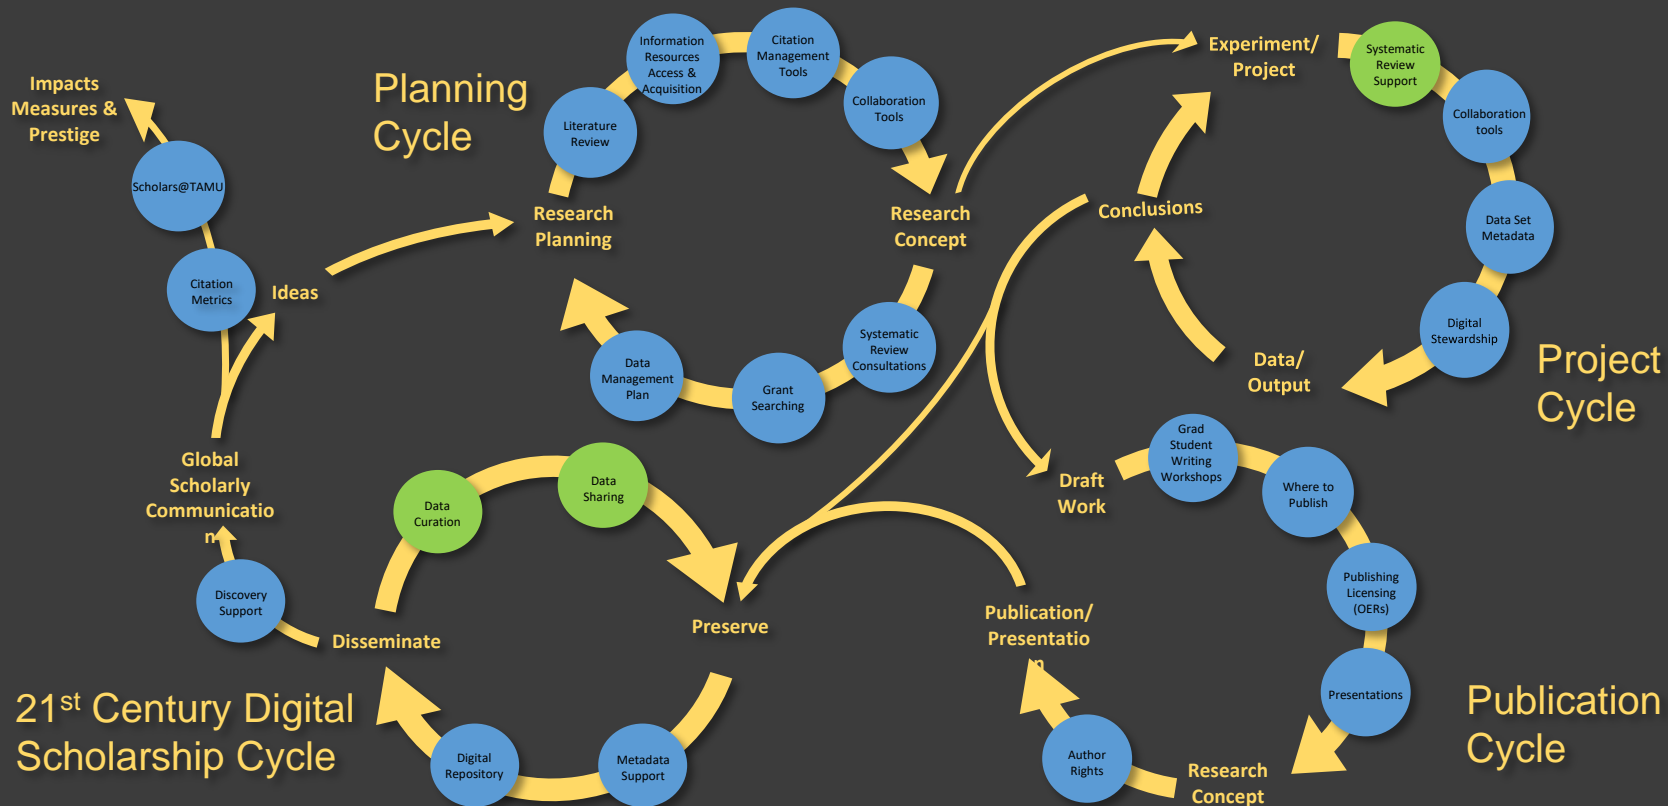 Impacts
Measures &
Prestige
Scholars@TAMU
Citation
Metrics
Ideas
Global
Scholarly
Communicatio
n
Discovery
Support
Planning
Cycle
Research
Planning
Literature
Review
Information
Resources
Access &
Acquisition
Citation
Management
Tools
Collaboration
Tools
Research
Concept
Systematic
Review
Consultations
Grant
Searching
Data
Management
Plan
Experiment/
Project
Systematic
Review
Support
Collaboration
tools
Data Set
Metadata
Digital
Stewardship
Data/
Output
Conclusions
Project
Cycle
Draft
Work
Grad
Student
Writing
Workshops
Where to
Publish
Publishing
Licensing
(OERs)
Presentations
Research
Concept
Author
Rights
Publication/
Presentatio
n
Publication
Cycle
Preserve
Metadata
Support
Digital
Repository
Disseminate
Data
Curation
Data
Sharing
21st Century Digital
Scholarship Cycle